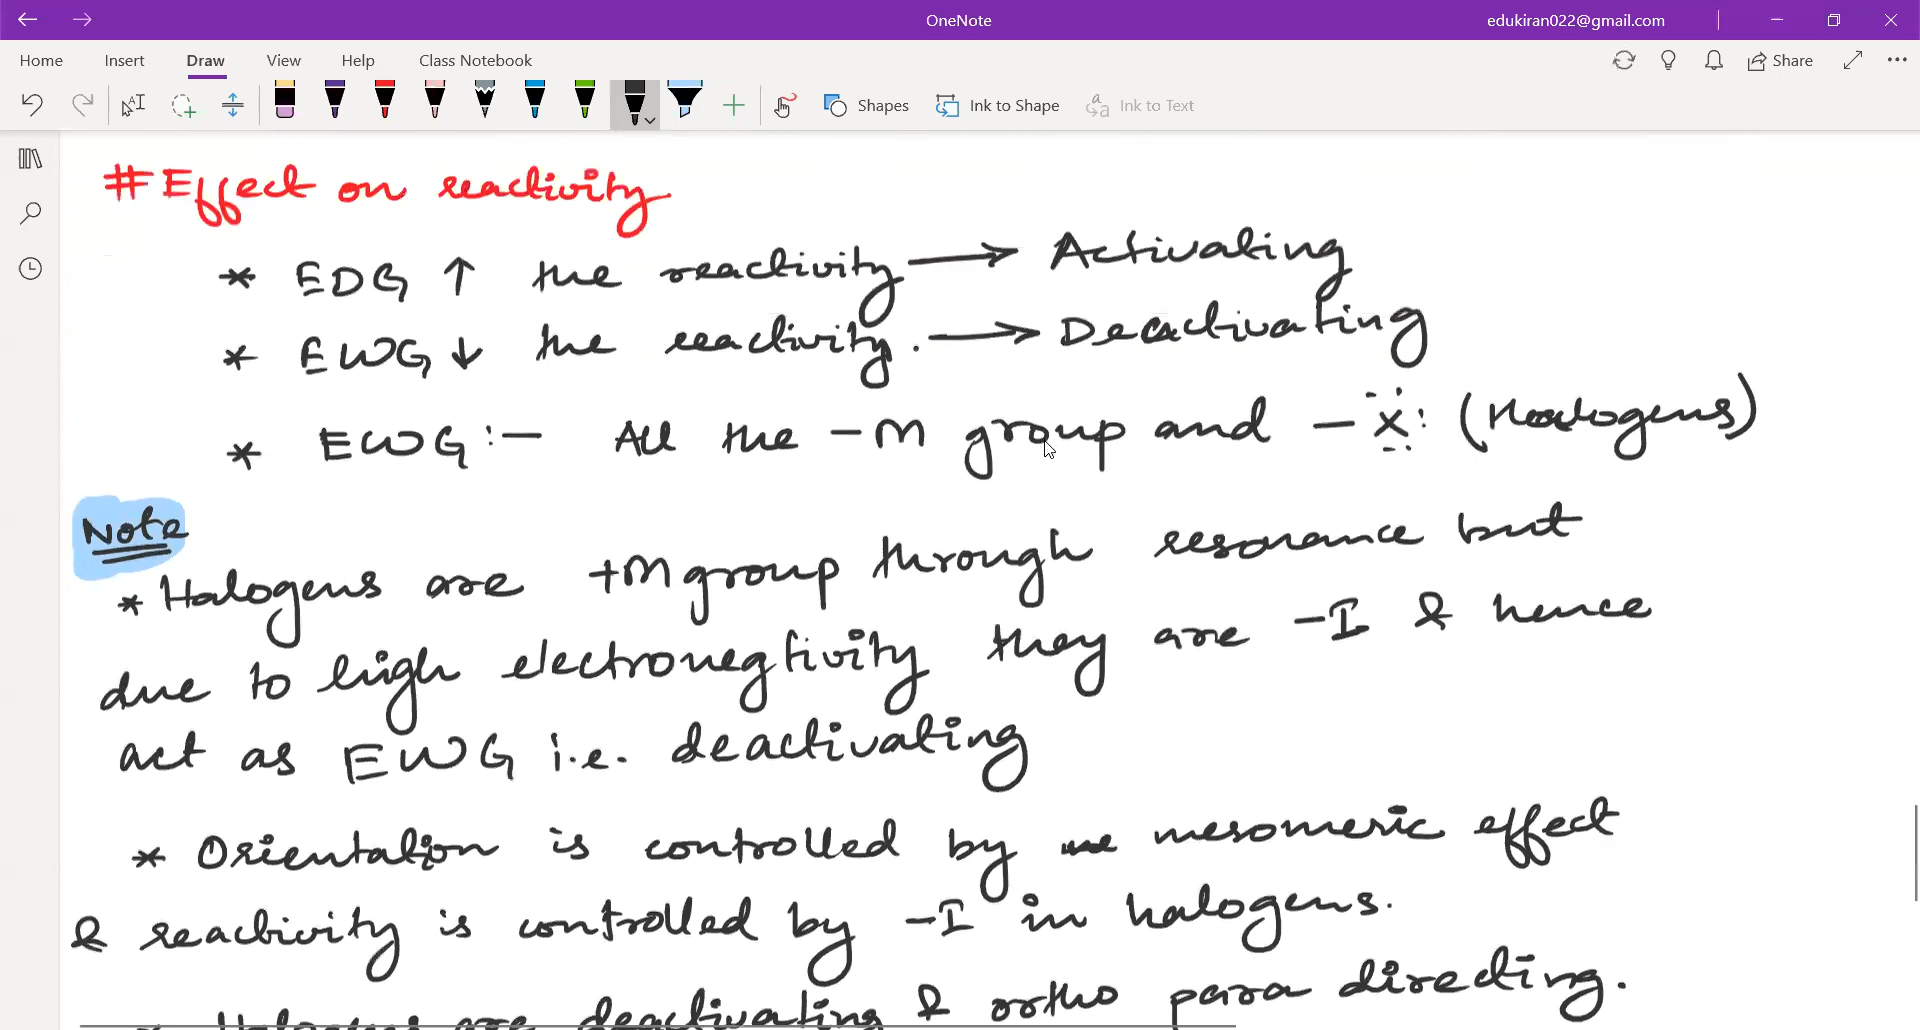 OneNote
edukiran022@gmail.com
Home Insert Draw View Help Class Notebook
Share
Shapes Ink to Shape Ink to Text
# Effect on reactivity
* EDG ↑ the reactivity → Activating
* EWG ↓ the reactivity. → Deactivating
* EWG :- All the -M group and -X: (Halogens)
Note
* Halogens are +M group through resonance but
due to high electronegtivity they are -I & hence
act as EWG i.e. deactivating
* Orientation is controlled by mesomeric effect
& reactivity is controlled by -I in halogens.
* Halogens are deactivating & ortho para directing.